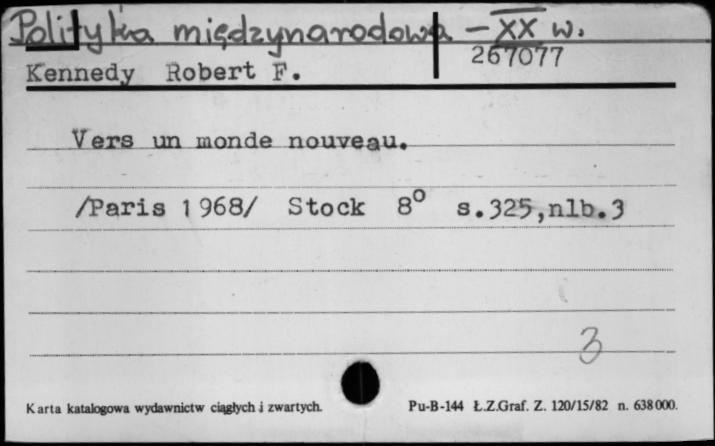 Polityka międzynarodowa – XX w.
267077
Kennedy Robert F.
Vers un monde nouveau.
/Paris 1968/ Stock 8° s.325,nlb.3
3
Karta katalogowa wydawnictw ciągłych i zwartych. Pu-B-144 Ł.Z.Graf. Z. 120/15/82 n. 638000.